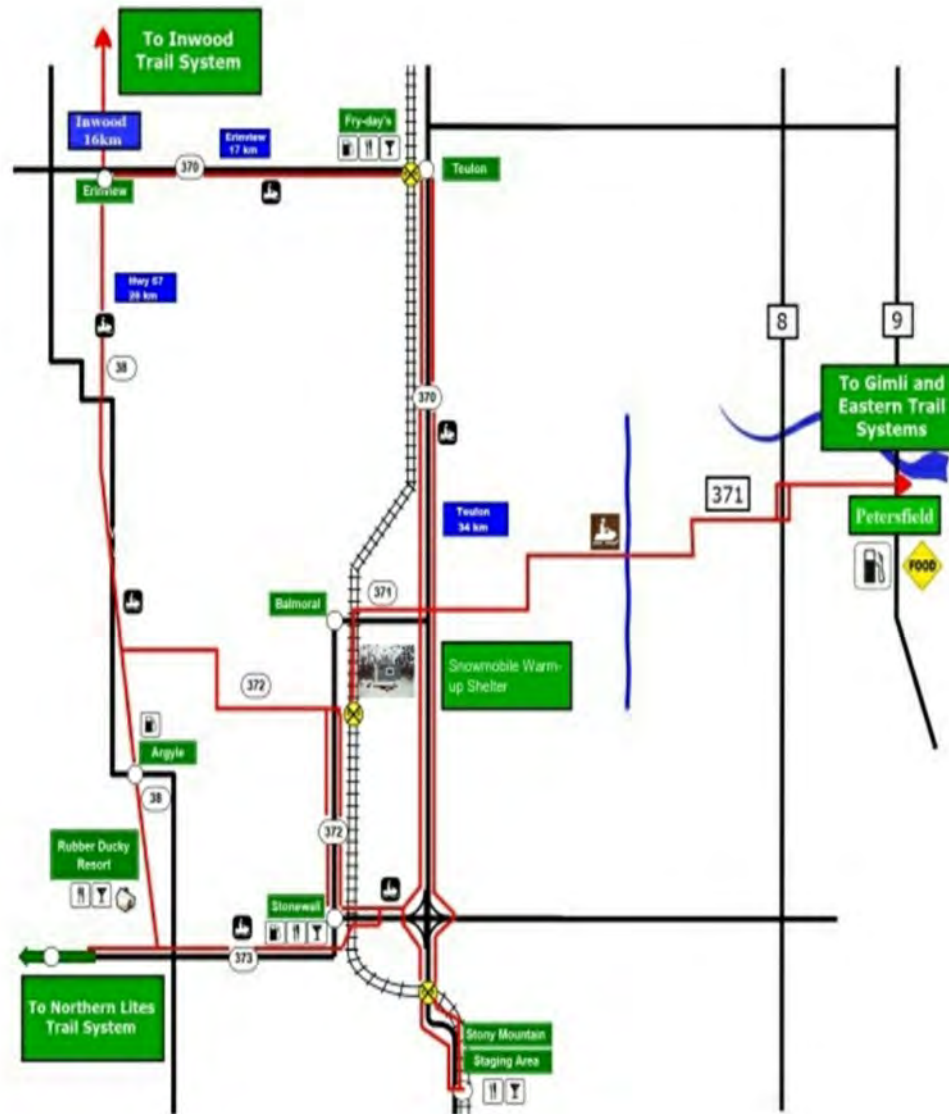 To Inwood
Trail System
Inwood
16km
Erinview
17 km
Fry-day's
370
Teulon
Erinview
Hwy 67
26 km
8
9
38
To Gimli and
Eastern Trail
Systems
370
371
Teulon
34 km
Petersfield
FOOD
371
Balmoral
Snowmobile Warm-
up Shelter
372
Argyle
38
372
Rubber Ducky
Resort
Stonewall
373
To Northern Lites
Trail System
Stony Mountain
Staging Area